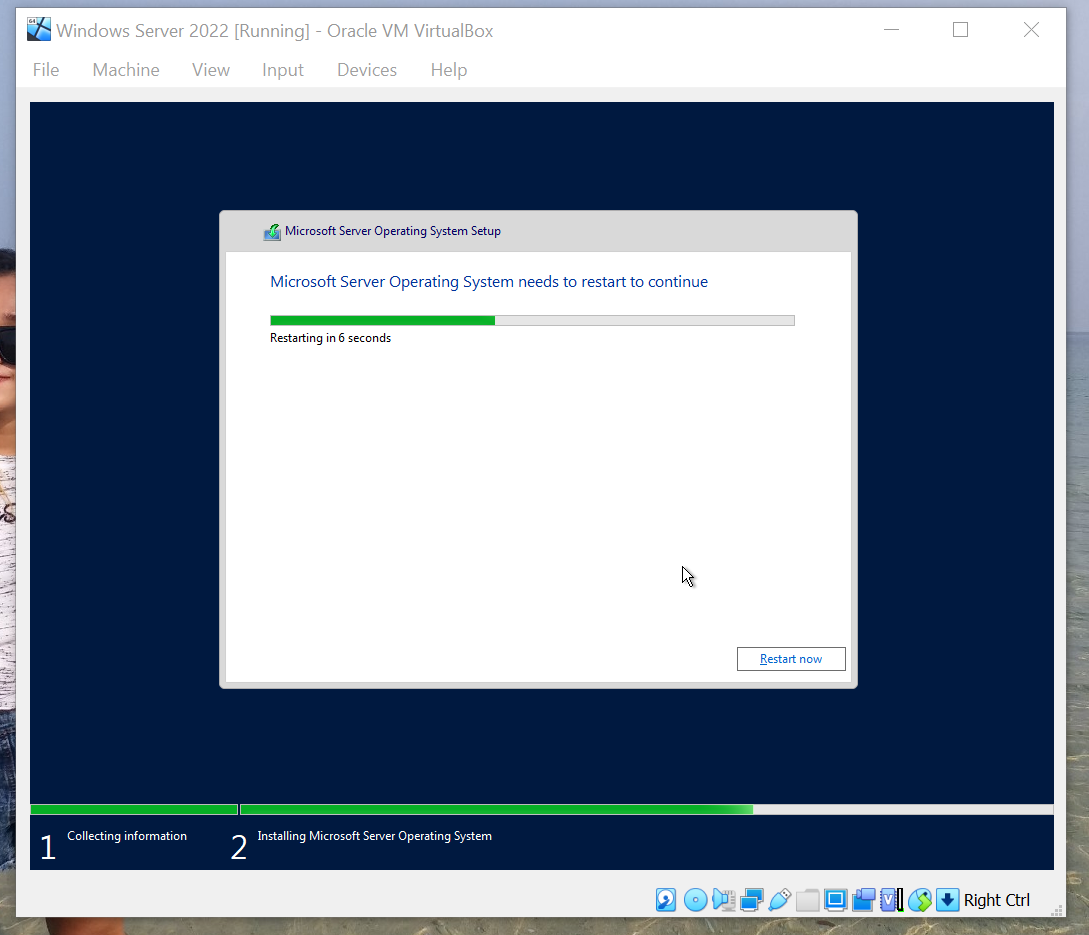 Windows Server 2022 [Running] - Oracle VM VirtualBox
File Machine View Input Devices Help
Microsoft Server Operating System Setup
Microsoft Server Operating System needs to restart to continue
Restarting in 6 seconds
Restart now
1 Collecting information 2 Installing Microsoft Server Operating System
Right Ctrl